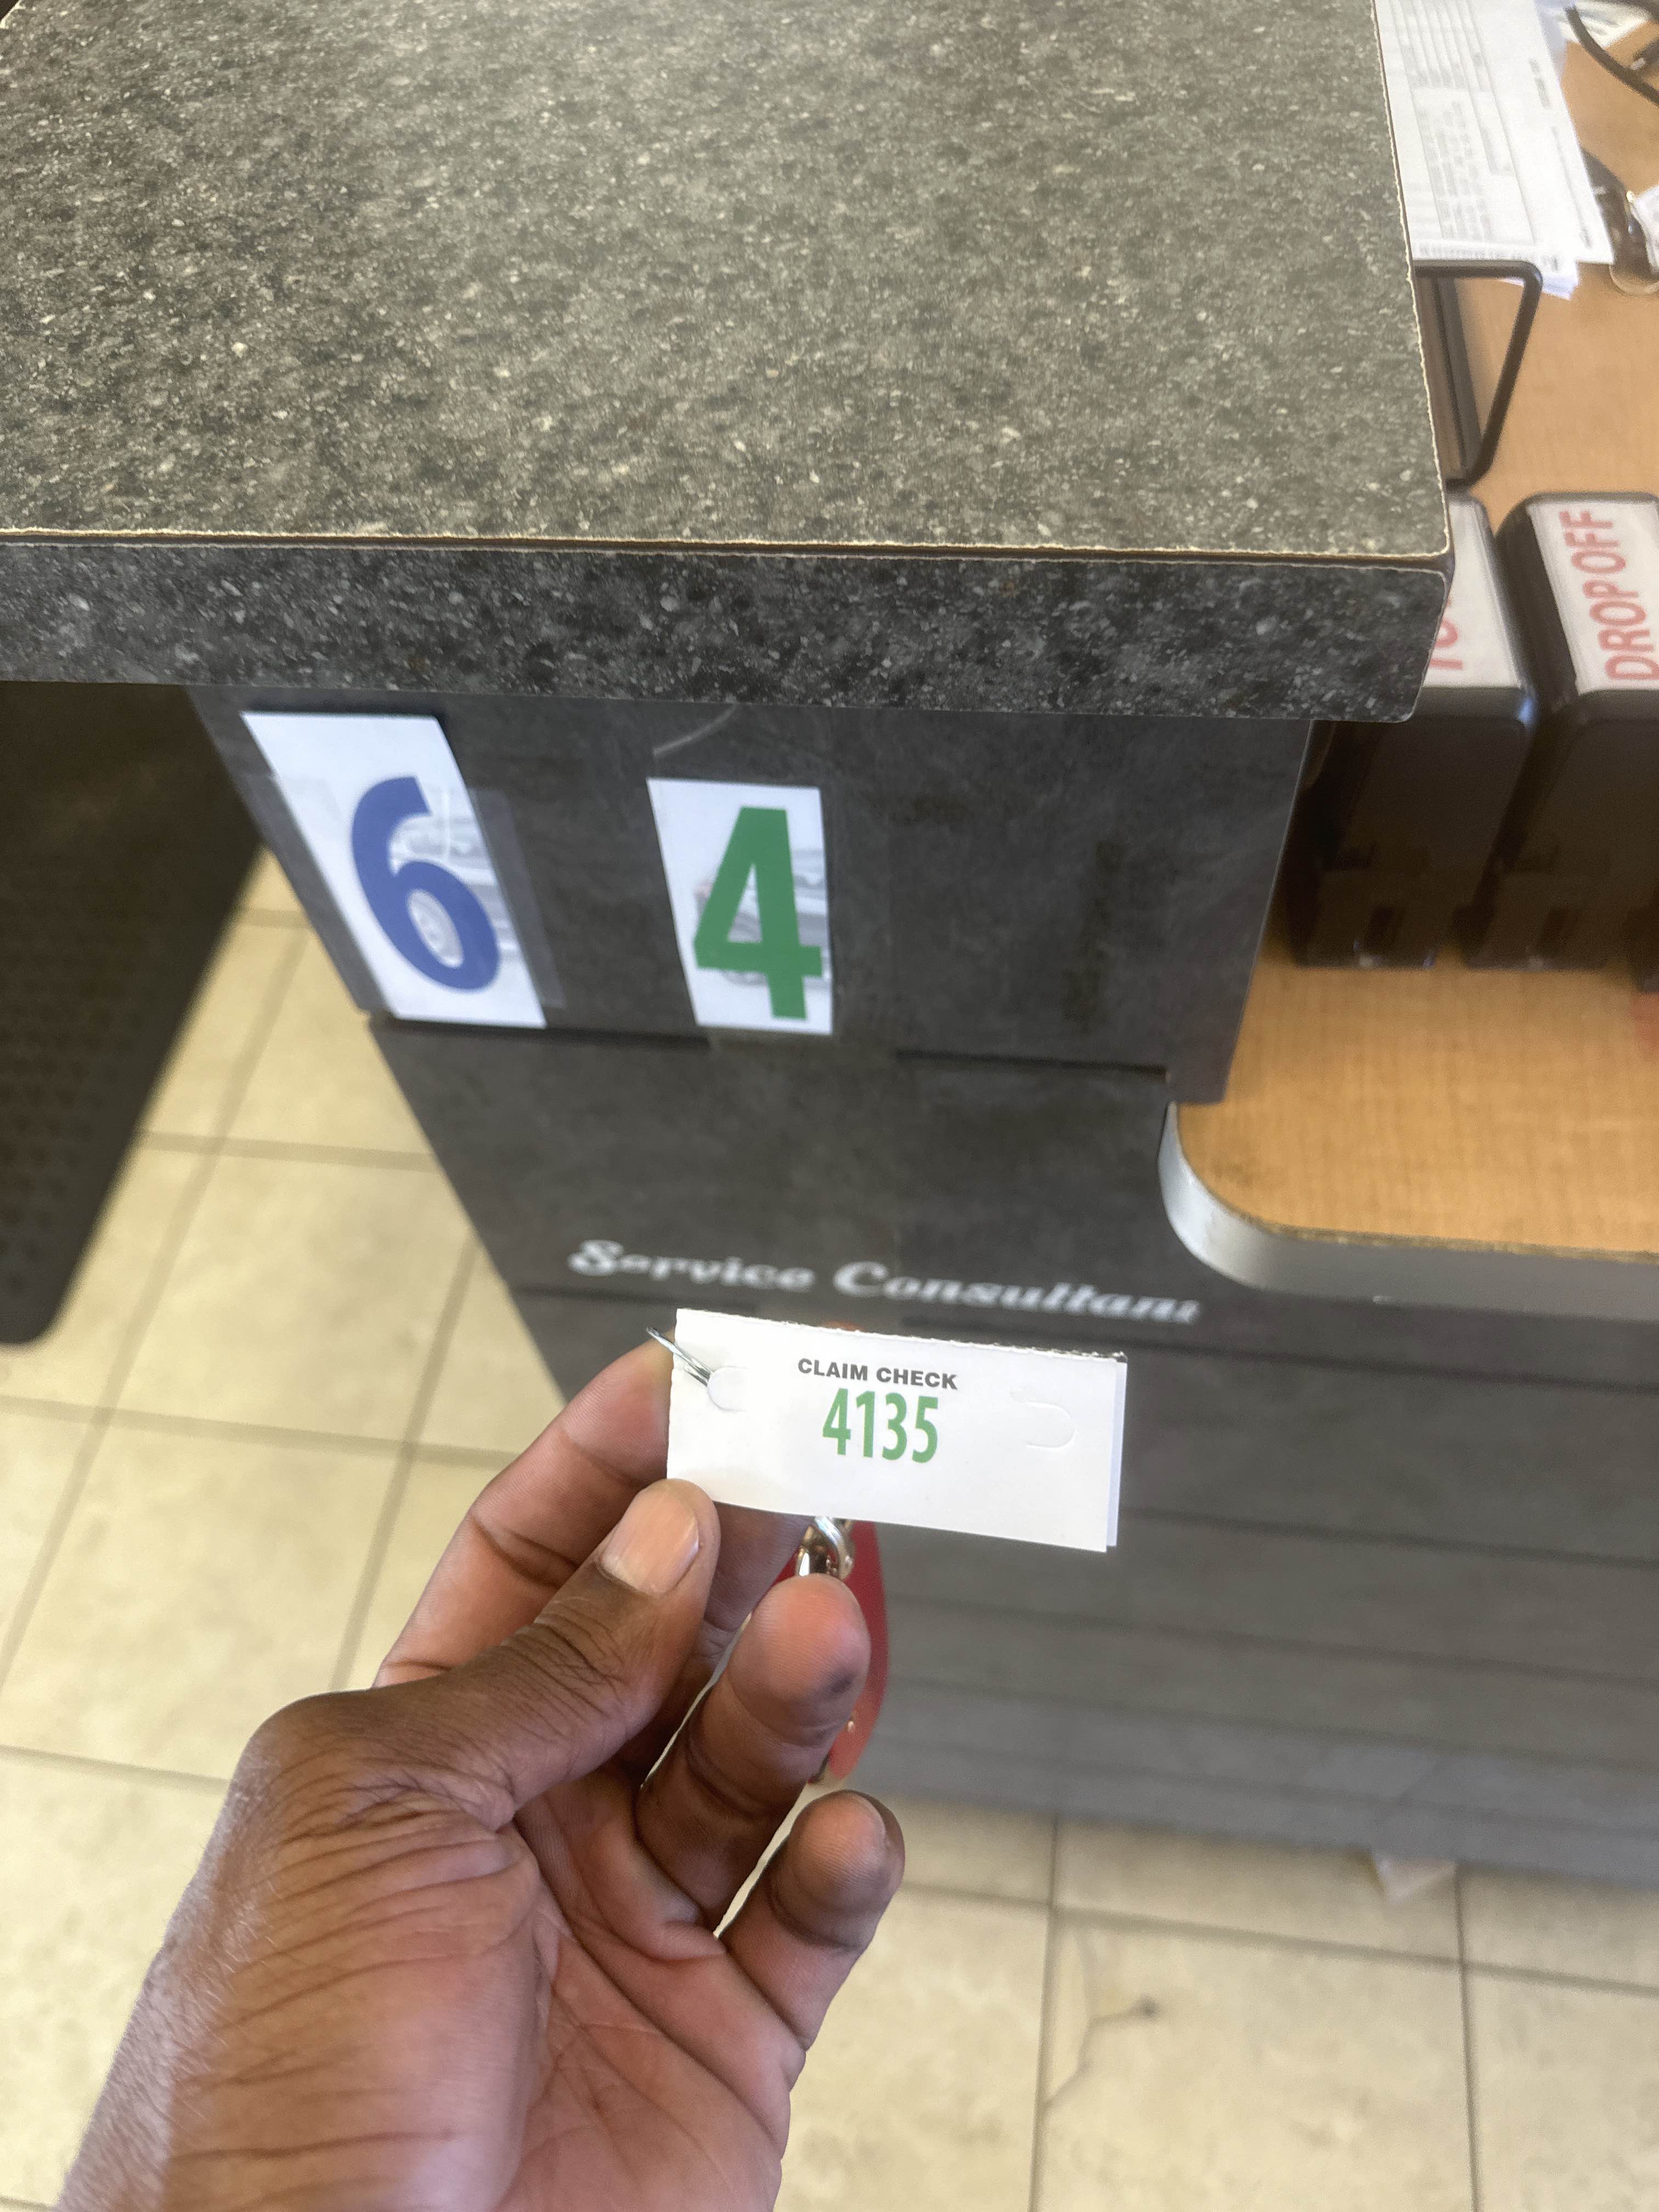 DROP OFF
6
4
Service Consultant
CLAIM CHECK
4135